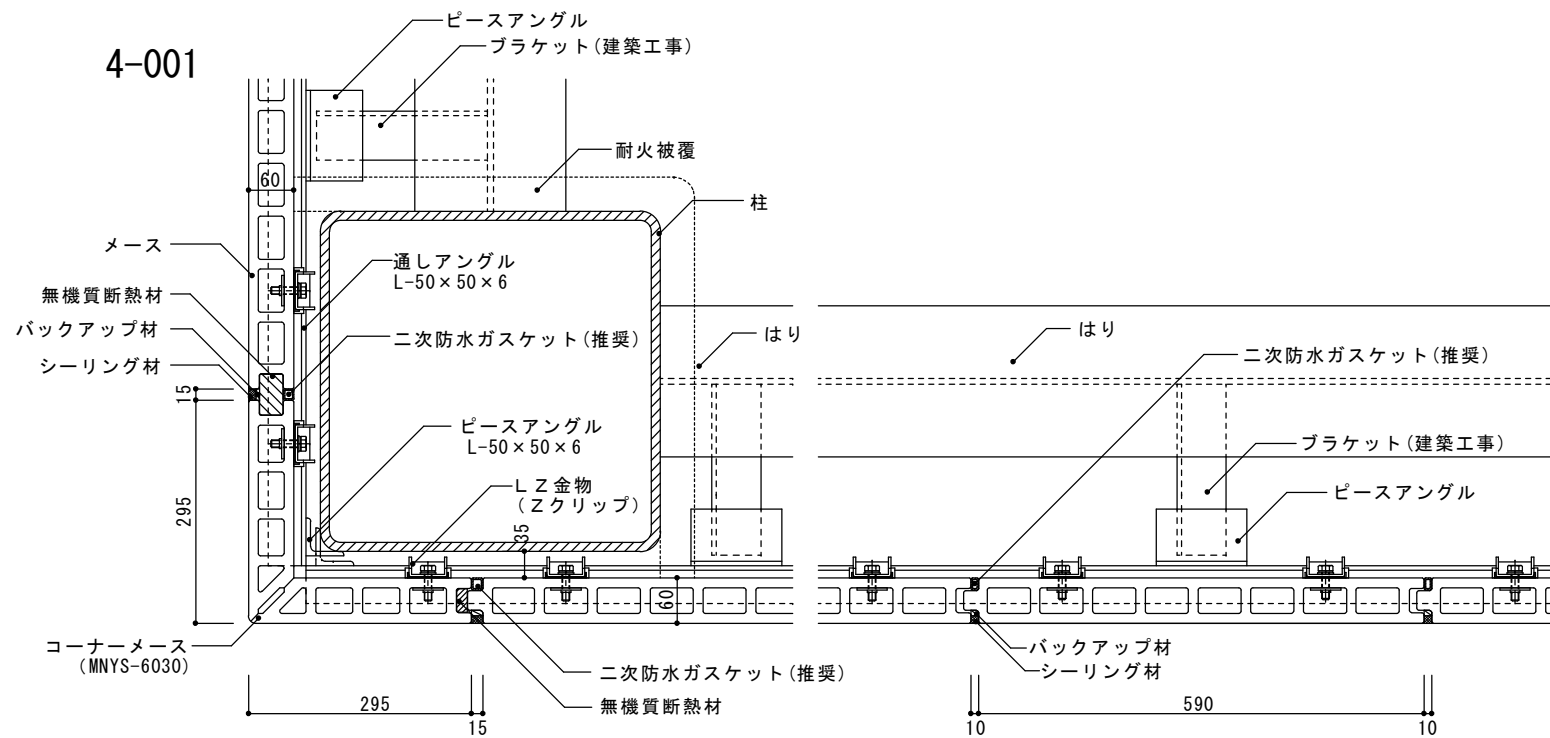 4-001
ピースアングル
ブラケット(建築工事)
耐火被覆
柱
60
メース
通しアングル
L-50×50×6
無機質断熱材
バックアップ材
二次防水ガスケット(推奨)
シーリング材
はり
はり
二次防水ガスケット(推奨)
15
ピースアングル
L-50×50×6
ブラケット(建築工事)
LZ金物
(Zクリップ)
ピースアングル
295
35
60
コーナーメース
(MNYS-6030)
バックアップ材
シーリング材
二次防水ガスケット(推奨)
無機質断熱材
295
15
590
10
10